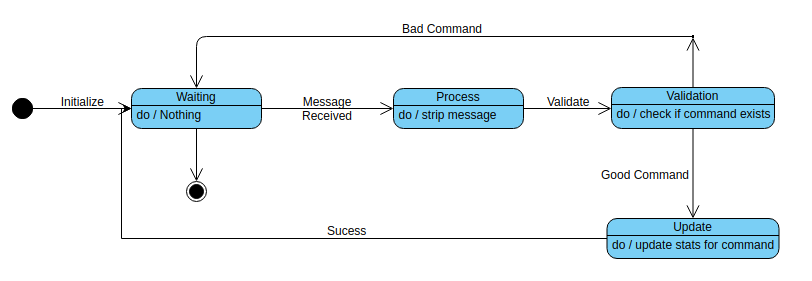 Bad Command
Initialize
Waiting
do / Nothing
Message
Received
Process
do / strip message
Validate
Validation
do / check if command exists
Good Command
Update
do / update stats for command
Sucess